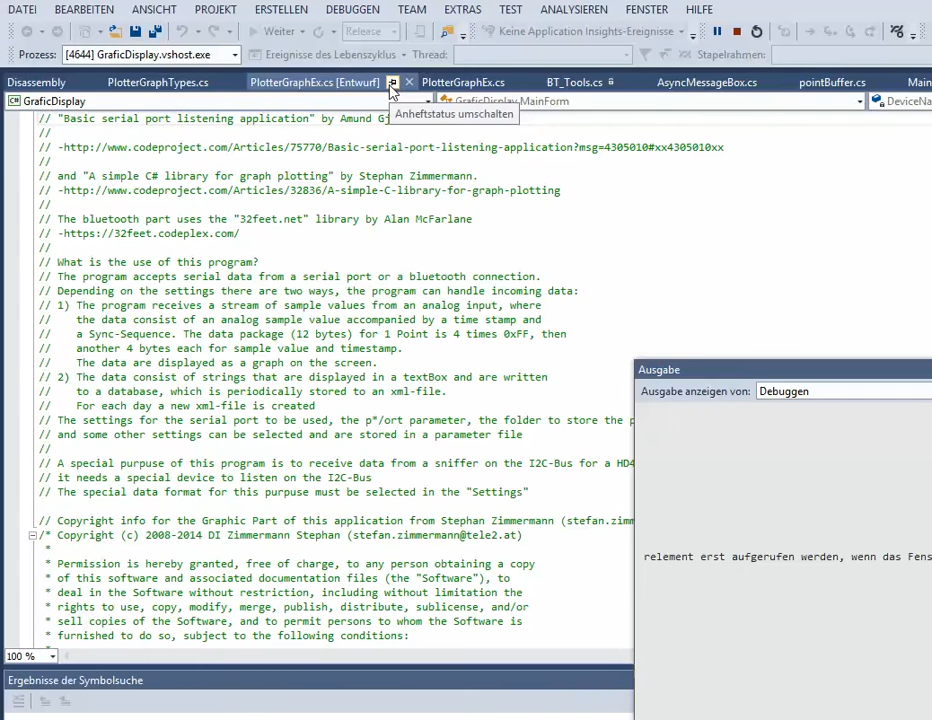 DATEI BEARBEITEN ANSICHT PROJEKT ERSTELLEN DEBUGGEN TEAM EXTRAS TEST ANALYSIEREN FENSTER HILFE
Weiter Release Keine Application Insights-Ereignisse
Prozess: [4644] GraficDisplay.vshost.exe Ereignisse des Lebenszyklus Thread: Stapelrahmen:
Disassembly PlotterGraphTypes.cs PlotterGraphEx.cs [Entwurf] PlotterGraphEx.cs BT_Tools.cs AsyncMessageBox.cs pointBuffer.cs Main
GraficDisplay GraficDisplay.MainForm DeviceNa
Anheftstatus umschalten
// "Basic serial port listening application" by Amund Gj
//
// -http://www.codeproject.com/Articles/75770/Basic-serial-port-listening-application?msg=4305010#xx4305010xx
//
// and "A simple C# library for graph plotting" by Stephan Zimmermann.
// -http://www.codeproject.com/Articles/32836/A-simple-C-library-for-graph-plotting
//
// The bluetooth part uses the "32feet.net" library by Alan McFarlane
// -https://32feet.codeplex.com/
//
// What is the use of this program?
// The program accepts serial data from a serial port or a bluetooth connection.
// Depending on the settings there are two ways, the program can handle incoming data:
// 1) The program receives a stream of sample values from an analog input, where
// the data consist of an analog sample value accompanied by a time stamp and
// a Sync-Sequence. The data package (12 bytes) for 1 Point is 4 times 0xFF, then
// another 4 bytes each for sample value and timestamp.
// The data are displayed as a graph on the screen.
// 2) The data consist of strings that are displayed in a textBox and are written
// to a database, which is periodically stored to an xml-file.
// For each day a new xml-file is created
// The settings for the serial port to be used, the p*/ort parameter, the folder to store the p
// and some other settings can be selected and are stored in a parameter file
//
// A special purpuse of this program is to receive data from a sniffer on the I2C-Bus for a HD4
// it needs a special device to listen on the I2C-Bus
// The special data format for this purpuse must be selected in the "Settings"
// Copyright info for the Graphic Part of this application from Stephan Zimmermann (stefan.zimm
/* Copyright (c) 2008-2014 DI Zimmermann Stephan (stefan.zimmermann@tele2.at)
*
* Permission is hereby granted, free of charge, to any person obtaining a copy
* of this software and associated documentation files (the "Software"), to
* deal in the Software without restriction, including without limitation the
* rights to use, copy, modify, merge, publish, distribute, sublicense, and/or
* sell copies of the Software, and to permit persons to whom the Software is
* furnished to do so, subject to the following conditions:
*
100 %
Ergebnisse der Symbolsuche
Ausgabe
Ausgabe anzeigen von: Debuggen
relement erst aufgerufen werden, wenn das Fens